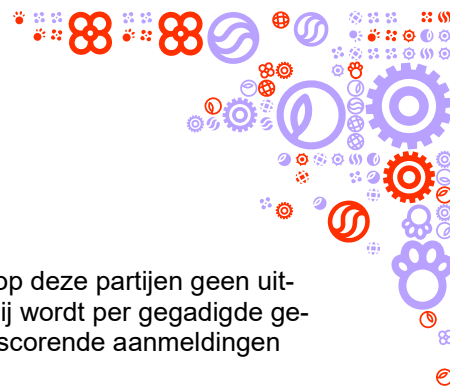 op deze partijen geen uit-
ij wordt per gegadigde ge-
scorende aanmeldingen